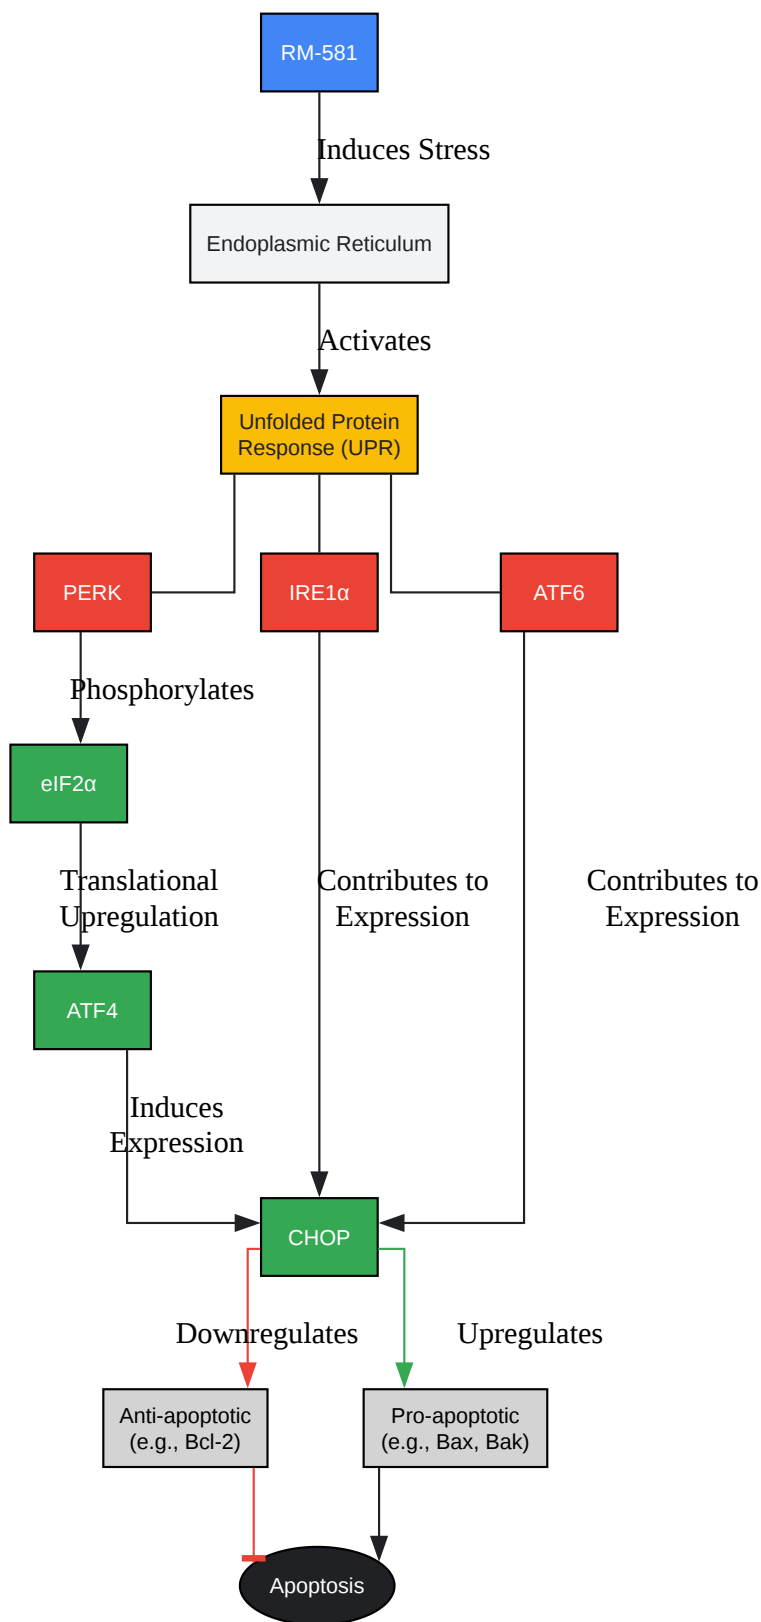 RM-581
Induces Stress
Endoplasmic Reticulum
Activates
Unfolded Protein
Response (UPR)
PERK
IRE1α
ATF6
Phosphorylates
eIF2α
Translational
Upregulation
Contributes to
Expression
Contributes to
Expression
ATF4
Induces
Expression
CHOP
Downregulates
Upregulates
Anti-apoptotic
(e.g., Bcl-2)
Pro-apoptotic
(e.g., Bax, Bak)
Apoptosis